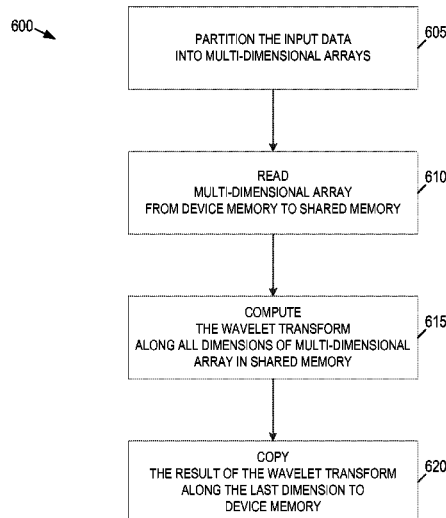 600
PARTITION THE INPUT DATA
INTO MULTI-DIMENSIONAL ARRAYS
605
READ
MULTI-DIMENSIONAL ARRAY
FROM DEVICE MEMORY TO SHARED MEMORY
610
COMPUTE
THE WAVELET TRANSFORM
ALONG ALL DIMENSIONS OF MULTI-DIMENSIONAL
ARRAY IN SHARED MEMORY
615
COPY
THE RESULT OF THE WAVELET TRANSFORM
ALONG THE LAST DIMENSION TO
DEVICE MEMORY
620